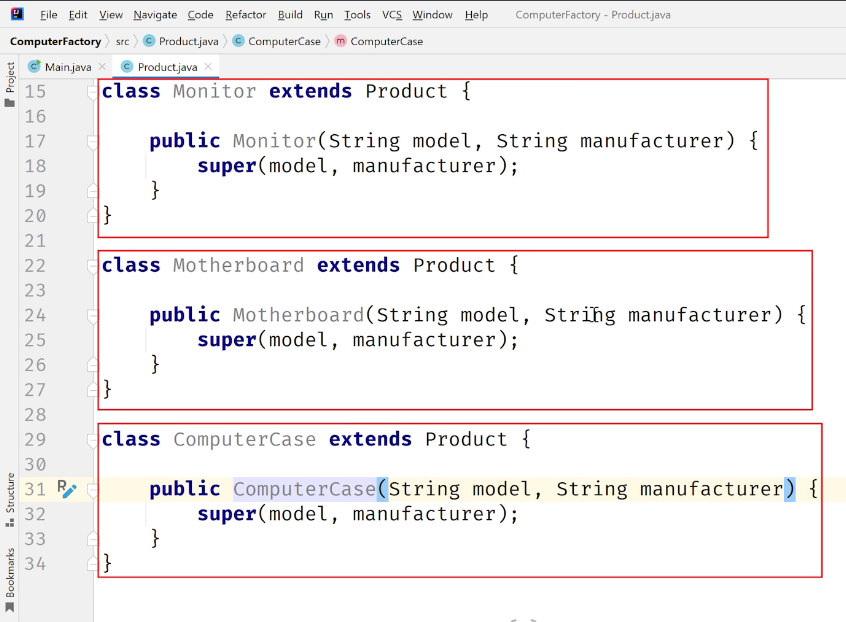 File Edit View Navigate Code Refactor Build Run Tools VCS Window Help ComputerFactory - Product.java
ComputerFactory src Product.java ComputerCase ComputerCase
Project
Main.java Product.java
15 class Monitor extends Product {
16
17 public Monitor(String model, String manufacturer) {
18 super(model, manufacturer);
19 }
20 }
21
22 class Motherboard extends Product {
23
24 public Motherboard(String model, String manufacturer) {
25 super(model, manufacturer);
26 }
27 }
28
29 class ComputerCase extends Product {
30
31 public ComputerCase(String model, String manufacturer) {
32 super(model, manufacturer);
33 }
34 }
Structure
Bookmarks